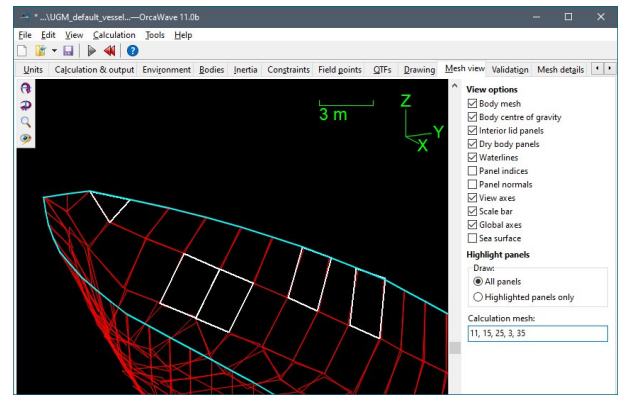 * ...\UGM_default_vessel...—OrcaWave 11.0b
File Edit View Calculation Tools Help
Units Calculation & output Environment Bodies Inertia Constraints Field points QTFs Drawing Mesh view Validation Mesh details
3 m
Z
Y
X
View options
Body mesh
Body centre of gravity
Interior lid panels
Dry body panels
Waterlines
Panel indices
Panel normals
View axes
Scale bar
Global axes
Sea surface
Highlight panels
Draw:
All panels
Highlighted panels only
Calculation mesh:
11, 15, 25, 3, 35